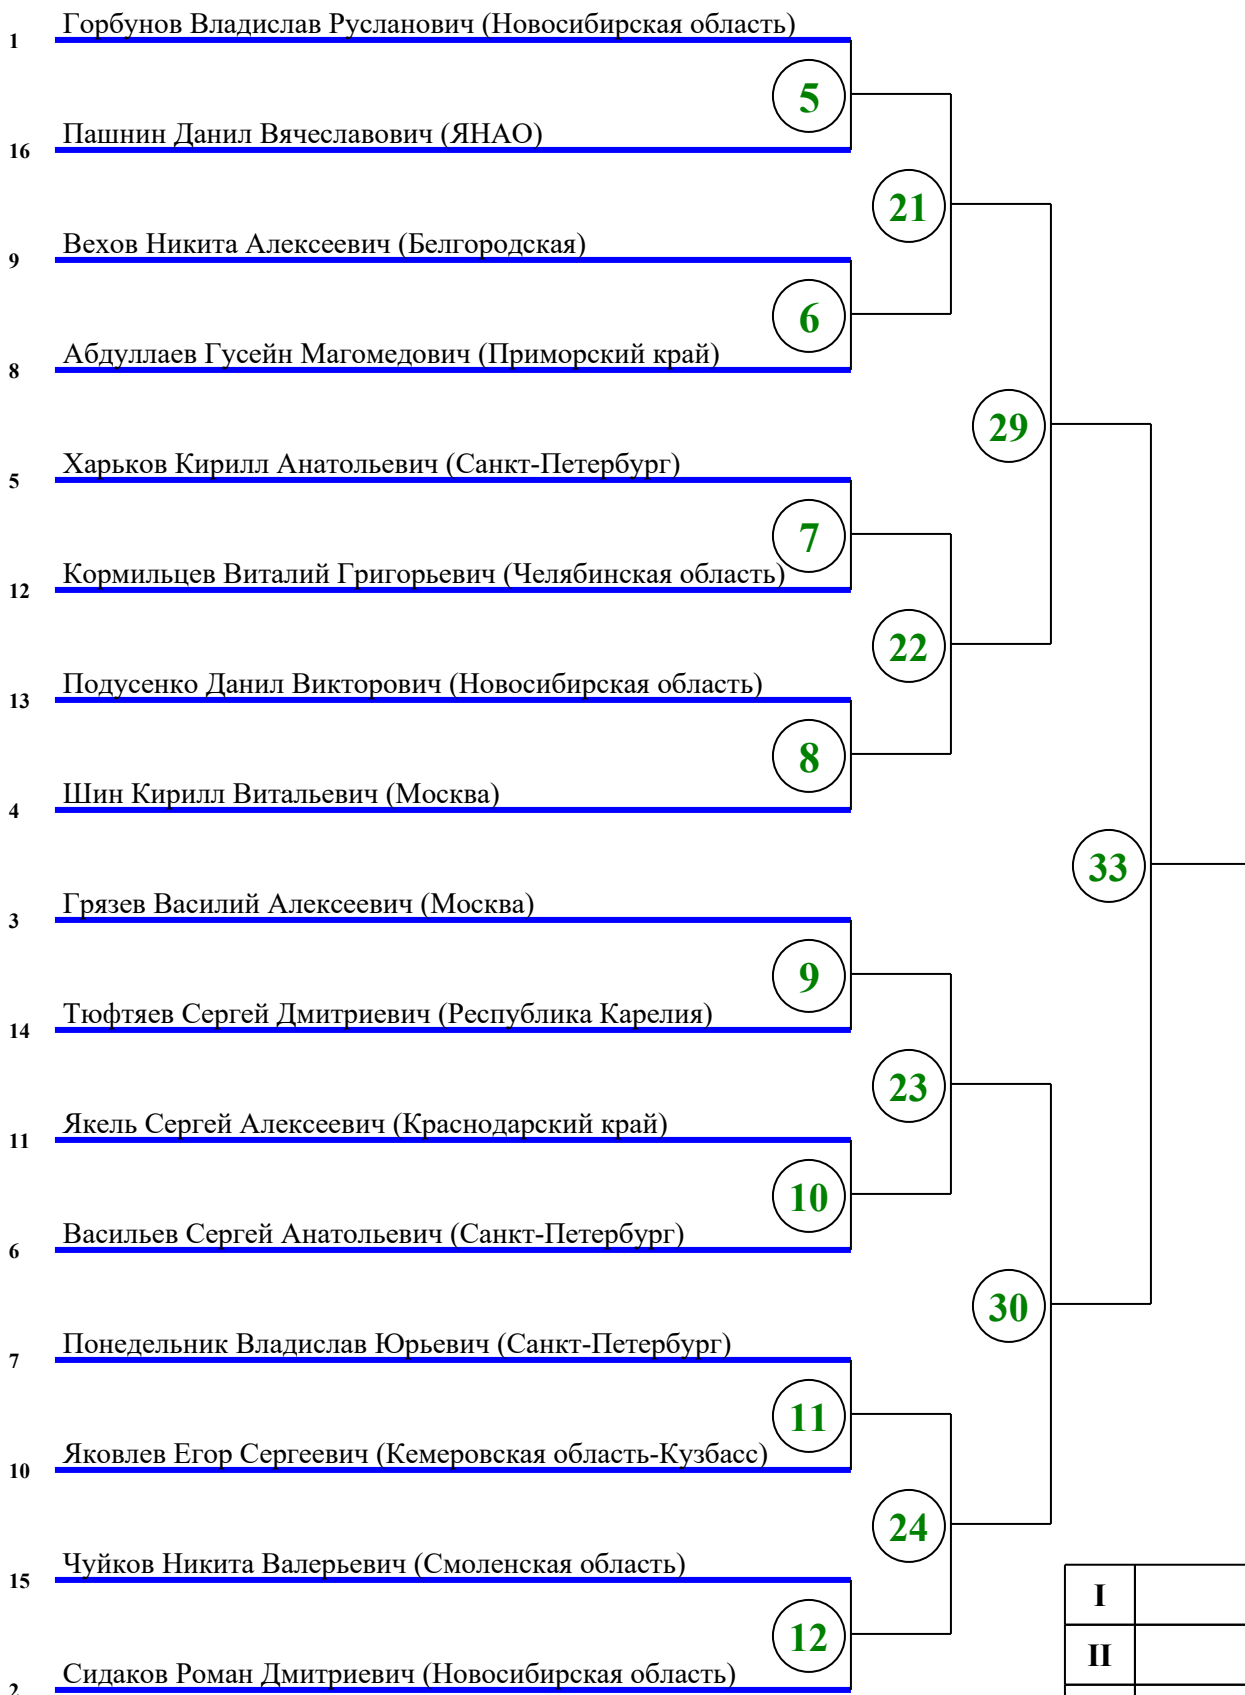 Горбунов Владислав Русланович (Новосибирская область)
1
5
Пашнин Данил Вячеславович (ЯНАО)
16
21
Вехов Никита Алексеевич (Белгородская)
9
6
Абдуллаев Гусейн Магомедович (Приморский край)
8
29
Харьков Кирилл Анатольевич (Санкт-Петербург)
5
7
Кормильцев Виталий Григорьевич (Челябинская область)
12
22
Подусенко Данил Викторович (Новосибирская область)
13
8
Шин Кирилл Витальевич (Москва)
4
33
Грязев Василий Алексеевич (Москва)
3
9
Тюфтяев Сергей Дмитриевич (Республика Карелия)
14
23
Якель Сергей Алексеевич (Краснодарский край)
11
10
Васильев Сергей Анатольевич (Санкт-Петербург)
6
30
Понедельник Владислав Юрьевич (Санкт-Петербург)
7
11
Яковлев Егор Сергеевич (Кемеровская область-Кузбасс)
10
24
Чуйков Никита Валерьевич (Смоленская область)
15
I
12
II
Сидаков Роман Дмитриевич (Новосибирская область)
2